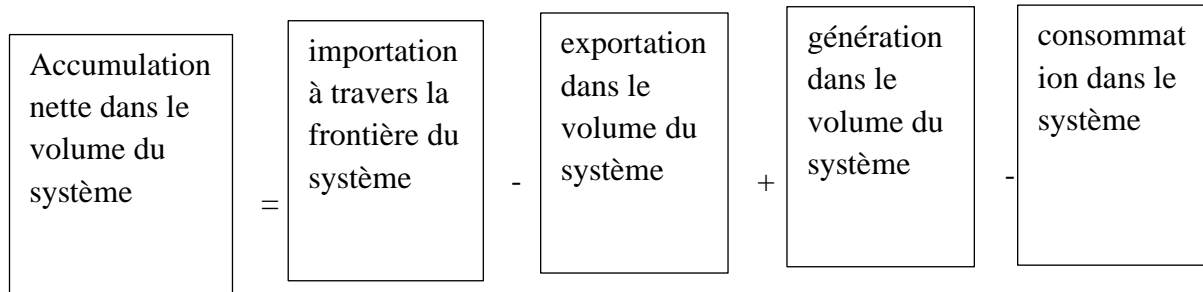 Accumulation
nette dans le
volume du
système
=
importation
à travers la
frontière du
système
-
exportation
dans le
volume du
système
+
génération
dans le
volume du
système
-
consommat
ion dans le
système